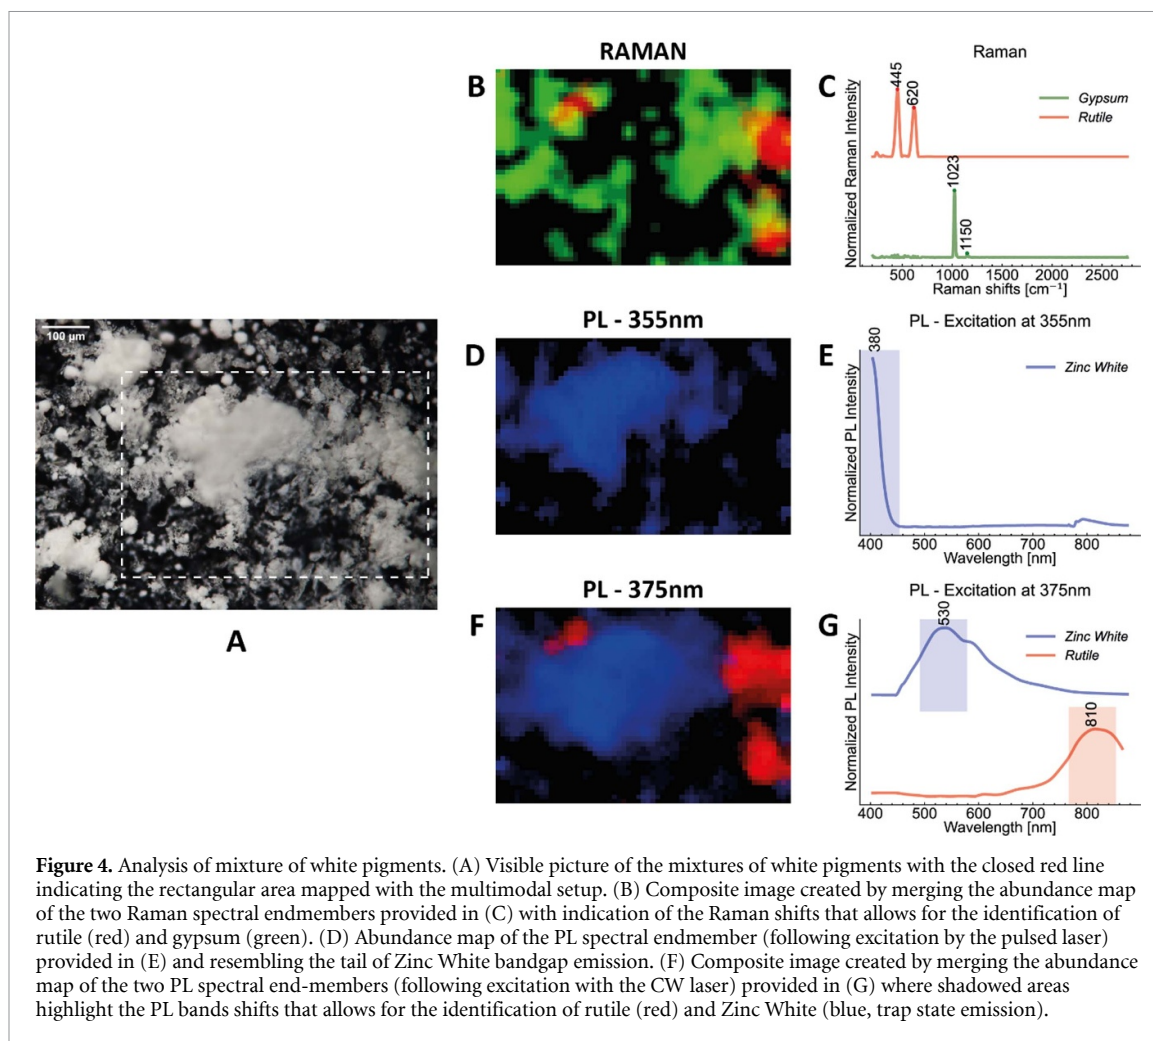 RAMAN
B
C
Raman
Normalized Raman Intensity
445
620
Gypsum
Rutile
1023
1150
500 1000 1500 2000 2500
Raman shifts [cm⁻¹]
100 µm
A
PL - 355nm
D
E
PL - Excitation at 355nm
Normalized PL Intensity
380
Zinc White
400 500 600 700 800
Wavelength [nm]
PL - 375nm
F
G
PL - Excitation at 375nm
Normalized PL Intensity
530
Zinc White
Rutile
810
400 500 600 700 800
Wavelength [nm]
Figure 4. Analysis of mixture of white pigments. (A) Visible picture of the mixtures of white pigments with the closed red line
indicating the rectangular area mapped with the multimodal setup. (B) Composite image created by merging the abundance map
of the two Raman spectral endmembers provided in (C) with indication of the Raman shifts that allows for the identification of
rutile (red) and gypsum (green). (D) Abundance map of the PL spectral endmember (following excitation by the pulsed laser)
provided in (E) and resembling the tail of Zinc White bandgap emission. (F) Composite image created by merging the abundance
map of the two PL spectral end-members (following excitation with the CW laser) provided in (G) where shadowed areas
highlight the PL bands shifts that allows for the identification of rutile (red) and Zinc White (blue, trap state emission).